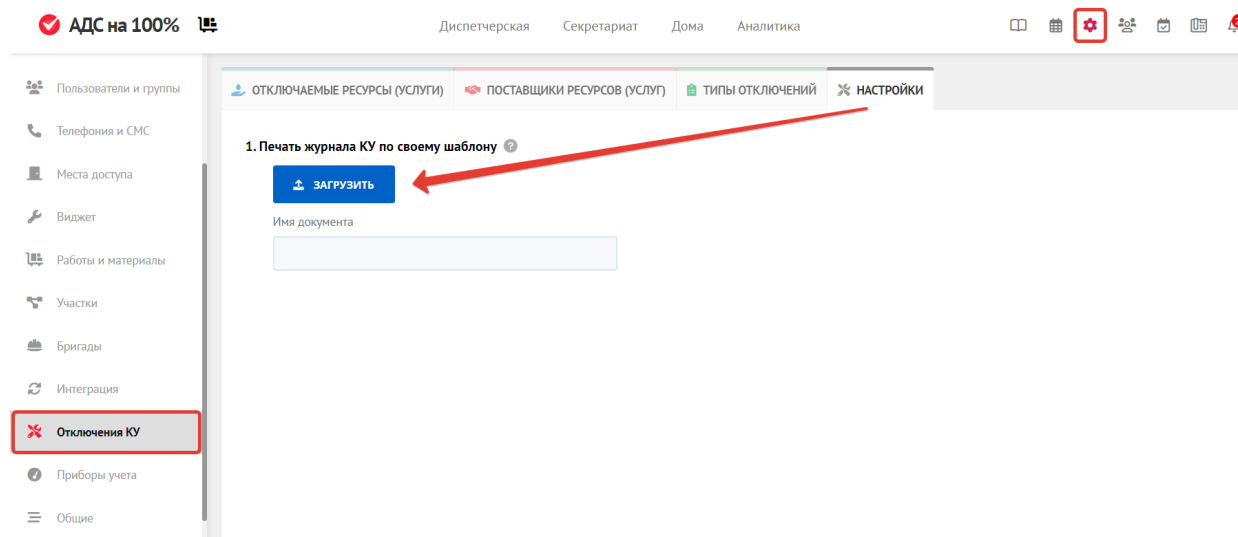 АДС на 100%
Диспетчерская Секретариат Дома Аналитика
Пользователи и группы
Телефония и СМС
Места доступа
Виджет
Работы и материалы
Участки
Бригады
Интеграция
Отключения КУ
Приборы учета
Общие
ОТКЛЮЧАЕМЫЕ РЕСУРСЫ (УСЛУГИ) ПОСТАВЩИКИ РЕСУРСОВ (УСЛУГ) ТИПЫ ОТКЛЮЧЕНИЙ НАСТРОЙКИ
1. Печать журнала КУ по своему шаблону ?
ЗАГРУЗИТЬ
Имя документа